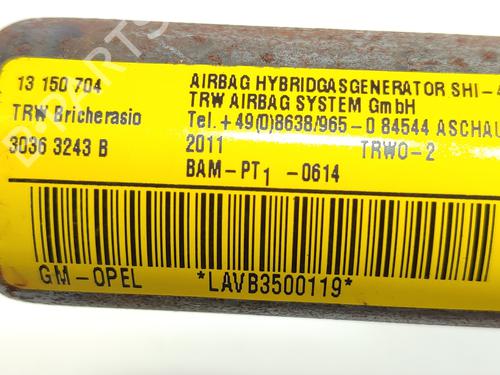 13 150 704
TRW Bricherasio
3036 3243 B
AIRBAG HYBRIDGASGENERATOR SHI-
TRW AIRBAG SYSTEM GmbH
Tel.+49(0)8638/965-0 84544 ASCHAU
2011 TRWO-2
BAM-PT1 -0614
GM-OPEL *LAVB3500119*